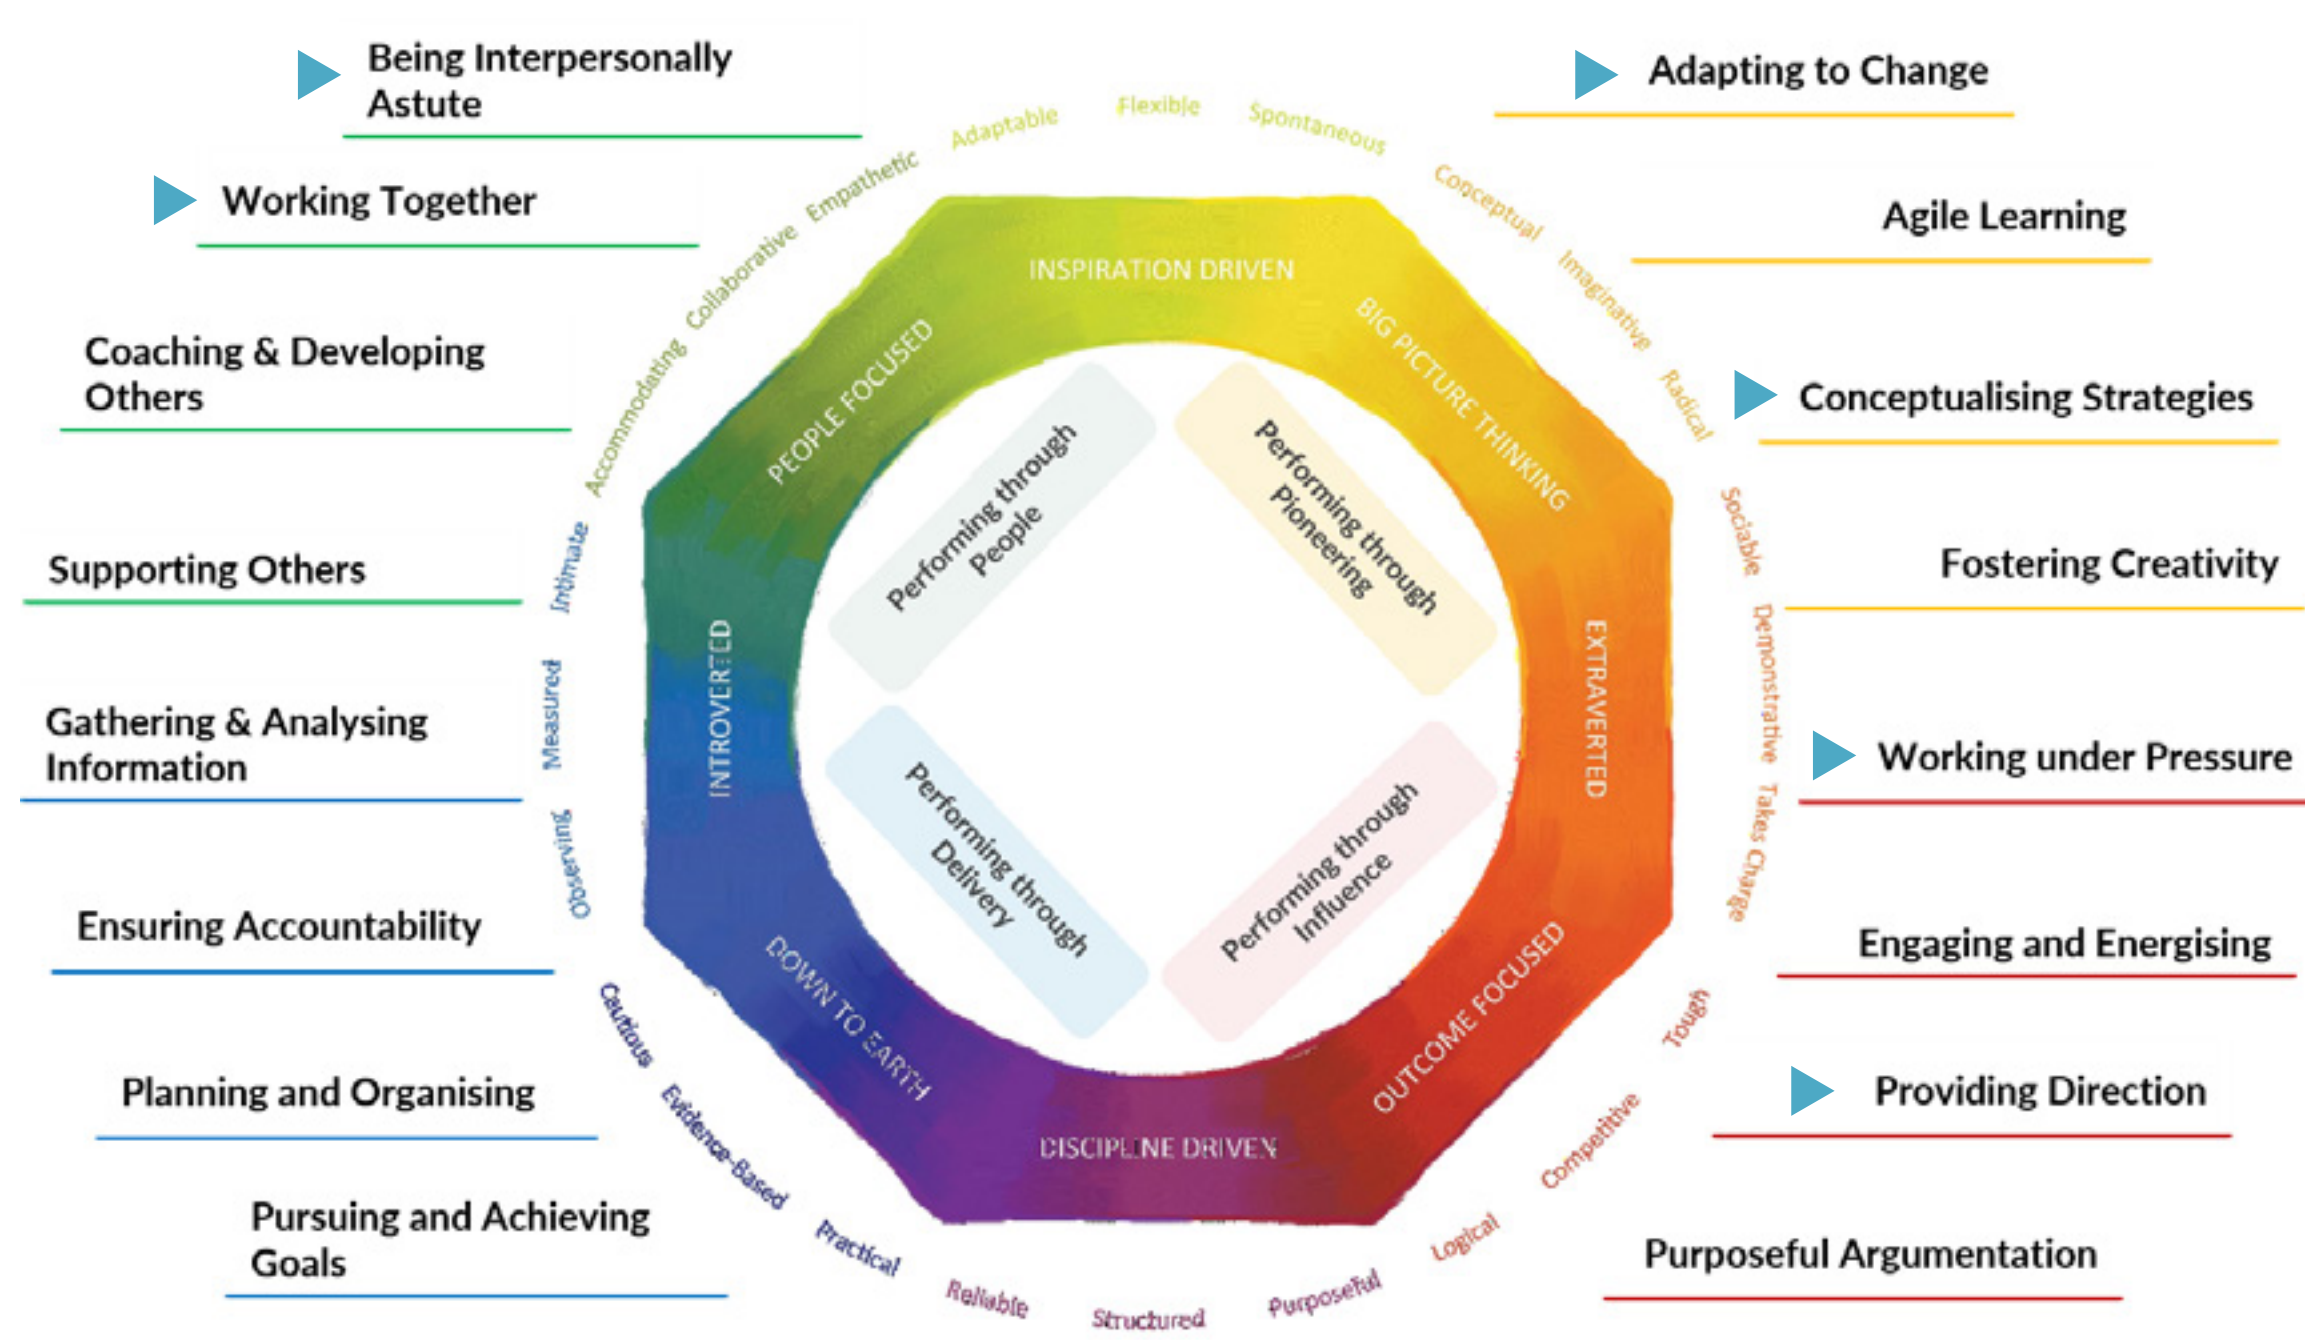 Being Interpersonally
Astute
Working Together
Coaching & Developing
Others
Supporting Others
Gathering & Analysing
Information
Ensuring Accountability
Planning and Organising
Pursuing and Achieving
Goals
Adapting to Change
Agile Learning
Conceptualising Strategies
Fostering Creativity
Working under Pressure
Engaging and Energising
Providing Direction
Purposeful Argumentation
Adaptable
Flexible
Spontaneous
Conceptual
Imaginative
Radical
Sociable
Demonstrative
Takes Charge
Tough
Competitive
Logical
Purposeful
Structured
Reliable
Practical
Evidence-Based
Cautious
Observing
Measured
Intimate
Accommodating
Collaborative
Empathetic
INSPIRATION DRIVEN
BIG PICTURE THINKING
EXTRAVERTED
OUTCOME FOCUSED
DISCIPLINE DRIVEN
DOWN TO EARTH
INTROVERTED
PEOPLE FOCUSED
Performing through
People
Performing through
Pioneering
Performing through
Delivery
Performing through
Influence